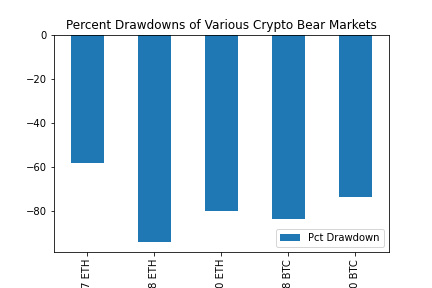 Percent Drawdowns of Various Crypto Bear Markets
0
−20
−40
−60
−80
Pct Drawdown
7 ETH
8 ETH
0 ETH
8 BTC
0 BTC